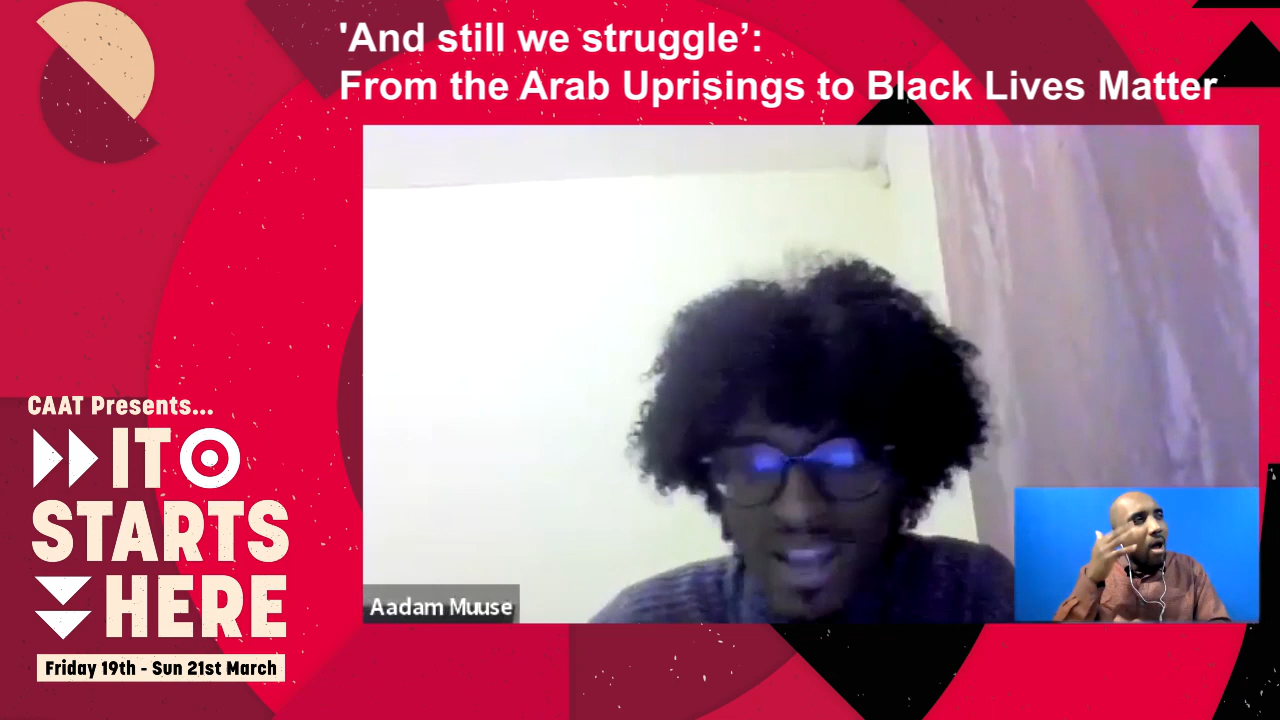 'And still we struggle’:
From the Arab Uprisings to Black Lives Matter
Aadam Muuse
CAAT Presents...
IT
STARTS
HERE
Friday 19th - Sun 21st March